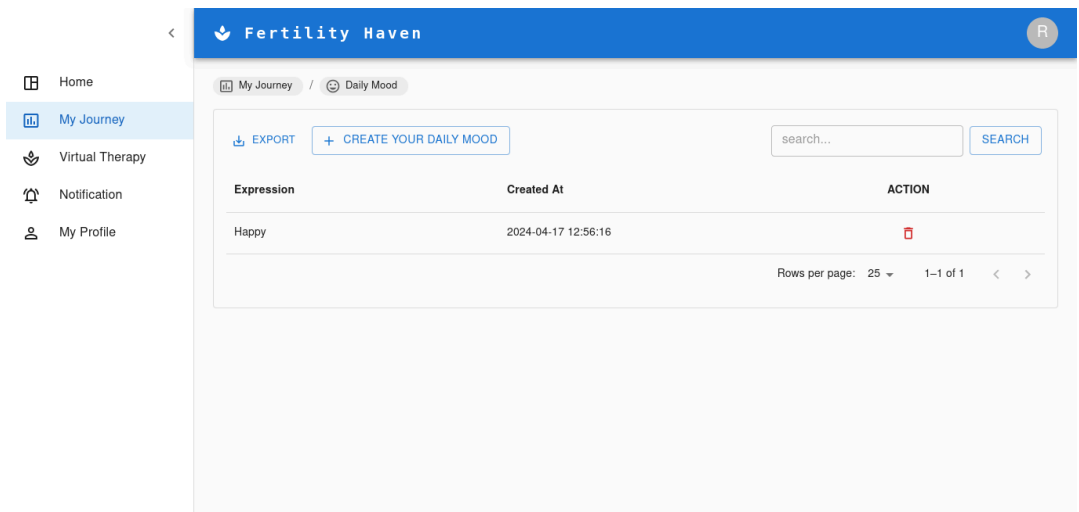 Fertility Haven
R
Home
My Journey
Virtual Therapy
Notification
My Profile
My Journey / Daily Mood
EXPORT + CREATE YOUR DAILY MOOD search... SEARCH
Expression Created At ACTION
Happy 2024-04-17 12:56:16
Rows per page: 25 1–1 of 1